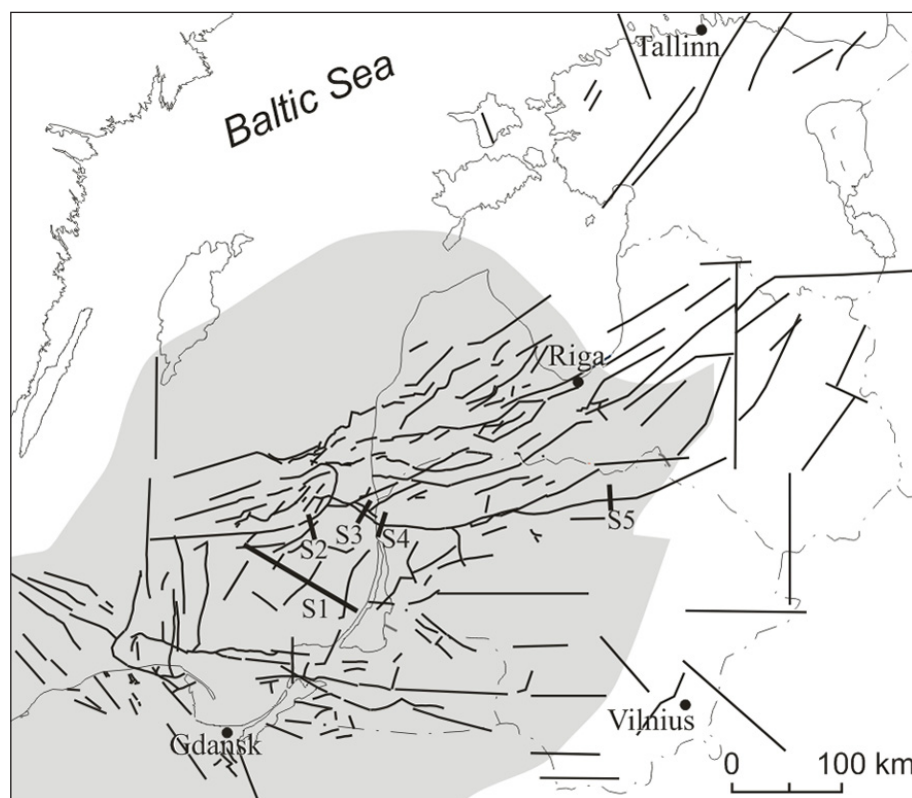 Tallinn
Baltic Sea
Riga
S2
S3
S4
S5
S1
Vilnius
Gdansk
0 100 km